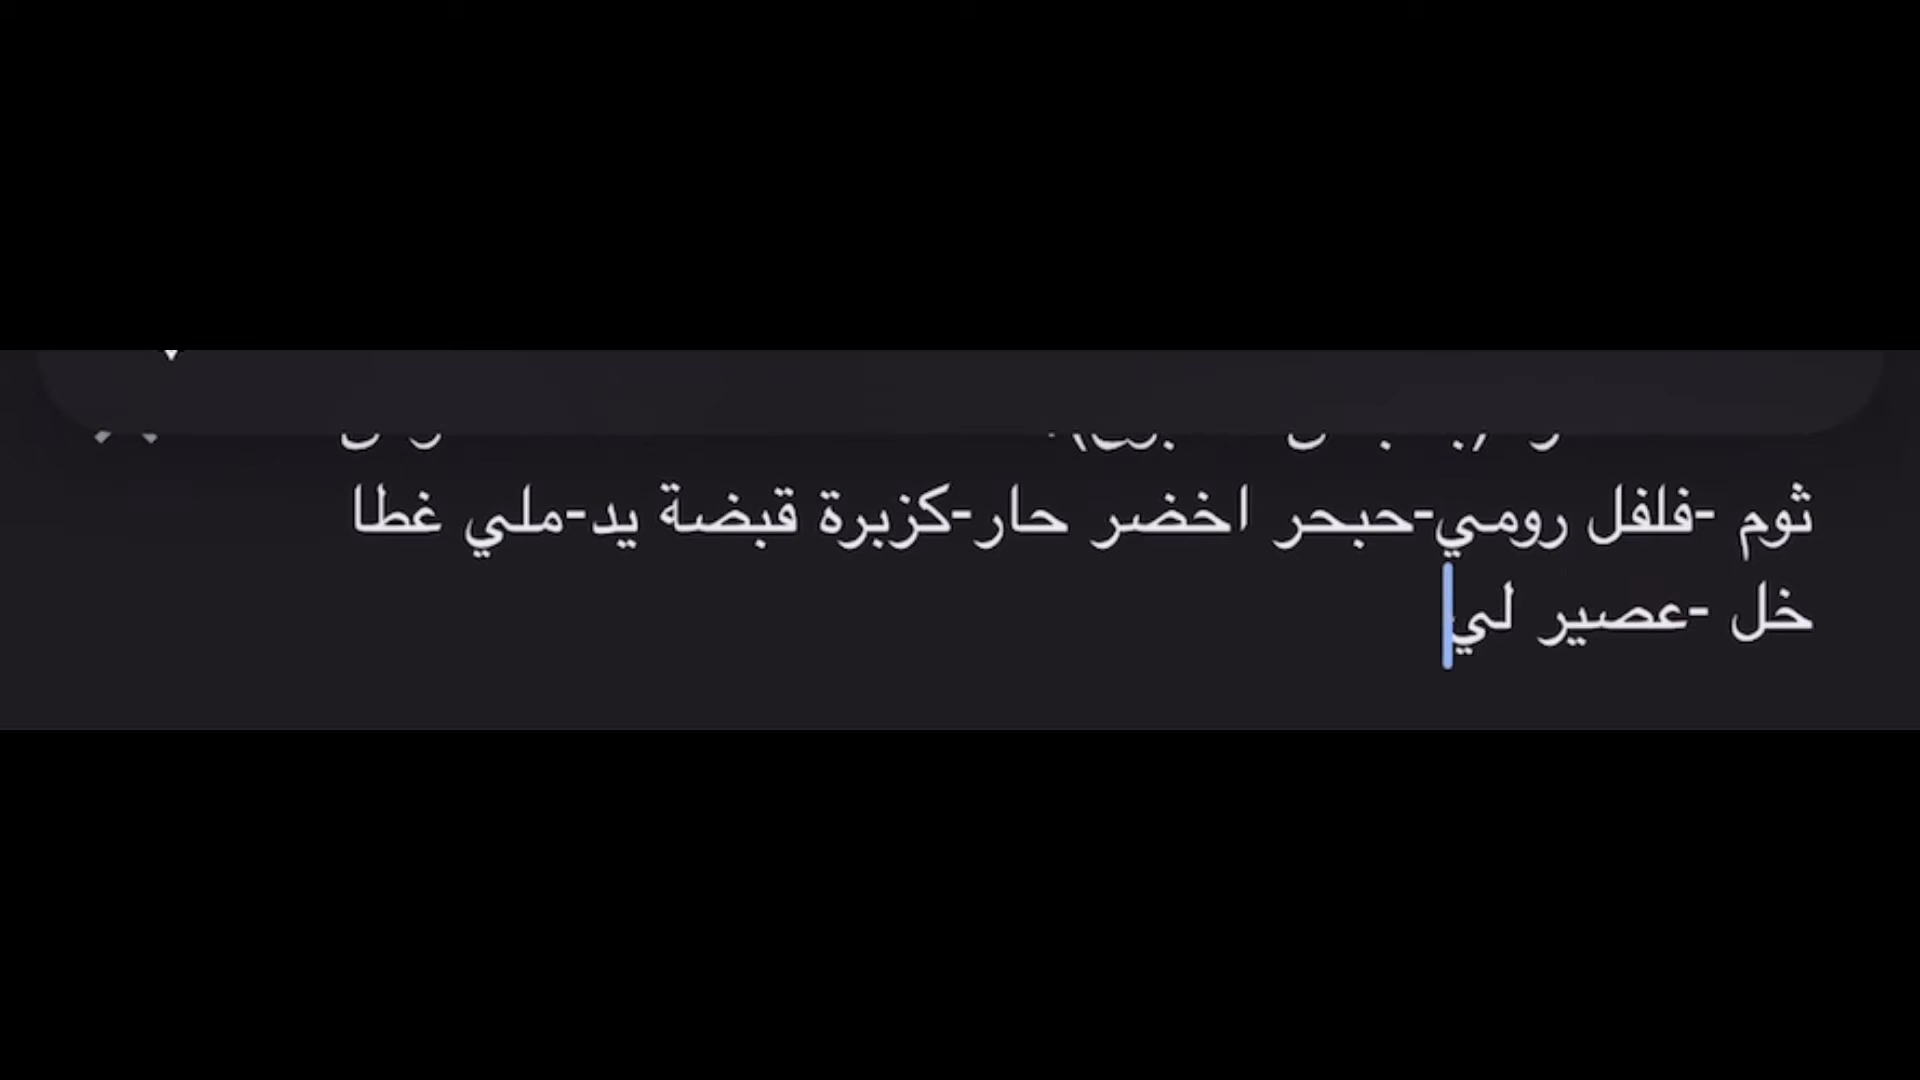 ثوم -فلفل رومي-حبحر اخضر حار-كزبرة قبضة يد-ملي غطا
خل -عصير لي